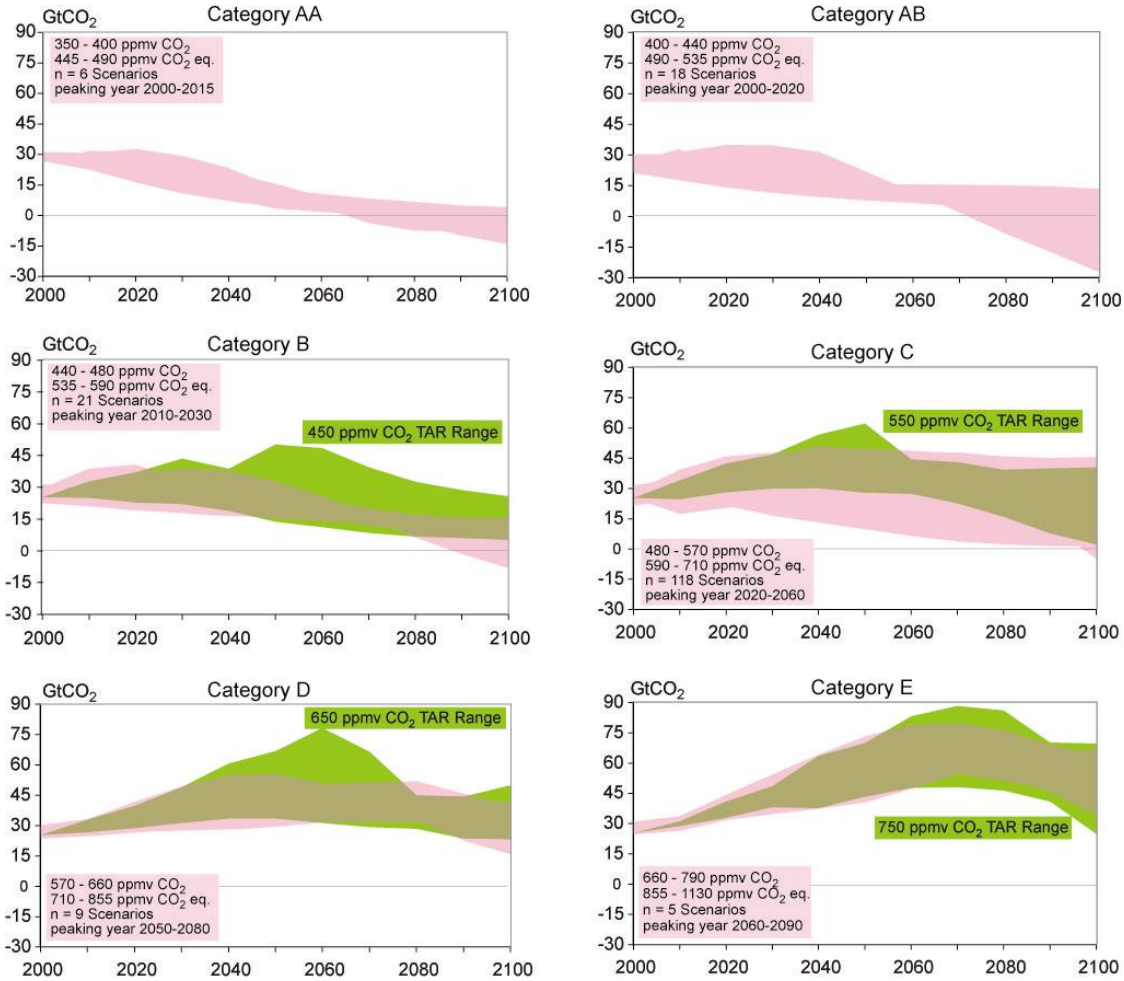 GtCO2
Category AA
90
75
60
45
30
15
0
-15
-30
350 - 400 ppmv CO2
445 - 490 ppmv CO2 eq.
n = 6 Scenarios
peaking year 2000-2015
2000 2020 2040 2060 2080 2100
GtCO2
Category AB
90
75
60
45
30
15
0
-15
-30
400 - 440 ppmv CO2
490 - 535 ppmv CO2 eq.
n = 18 Scenarios
peaking year 2000-2020
2000 2020 2040 2060 2080 2100
GtCO2
Category B
90
75
60
45
30
15
0
-15
-30
440 - 480 ppmv CO2
535 - 590 ppmv CO2 eq.
n = 21 Scenarios
peaking year 2010-2030
450 ppmv CO2 TAR Range
2000 2020 2040 2060 2080 2100
GtCO2
Category C
90
75
60
45
30
15
0
-15
-30
550 ppmv CO2 TAR Range
480 - 570 ppmv CO2
590 - 710 ppmv CO2 eq.
n = 118 Scenarios
peaking year 2020-2060
2000 2020 2040 2060 2080 2100
GtCO2
Category D
90
75
60
45
30
15
0
-15
-30
650 ppmv CO2 TAR Range
570 - 660 ppmv CO2
710 - 855 ppmv CO2 eq.
n = 9 Scenarios
peaking year 2050-2080
2000 2020 2040 2060 2080 2100
GtCO2
Category E
90
75
60
45
30
15
0
-15
-30
750 ppmv CO2 TAR Range
660 - 790 ppmv CO2
855 - 1130 ppmv CO2 eq.
n = 5 Scenarios
peaking year 2060-2090
2000 2020 2040 2060 2080 2100